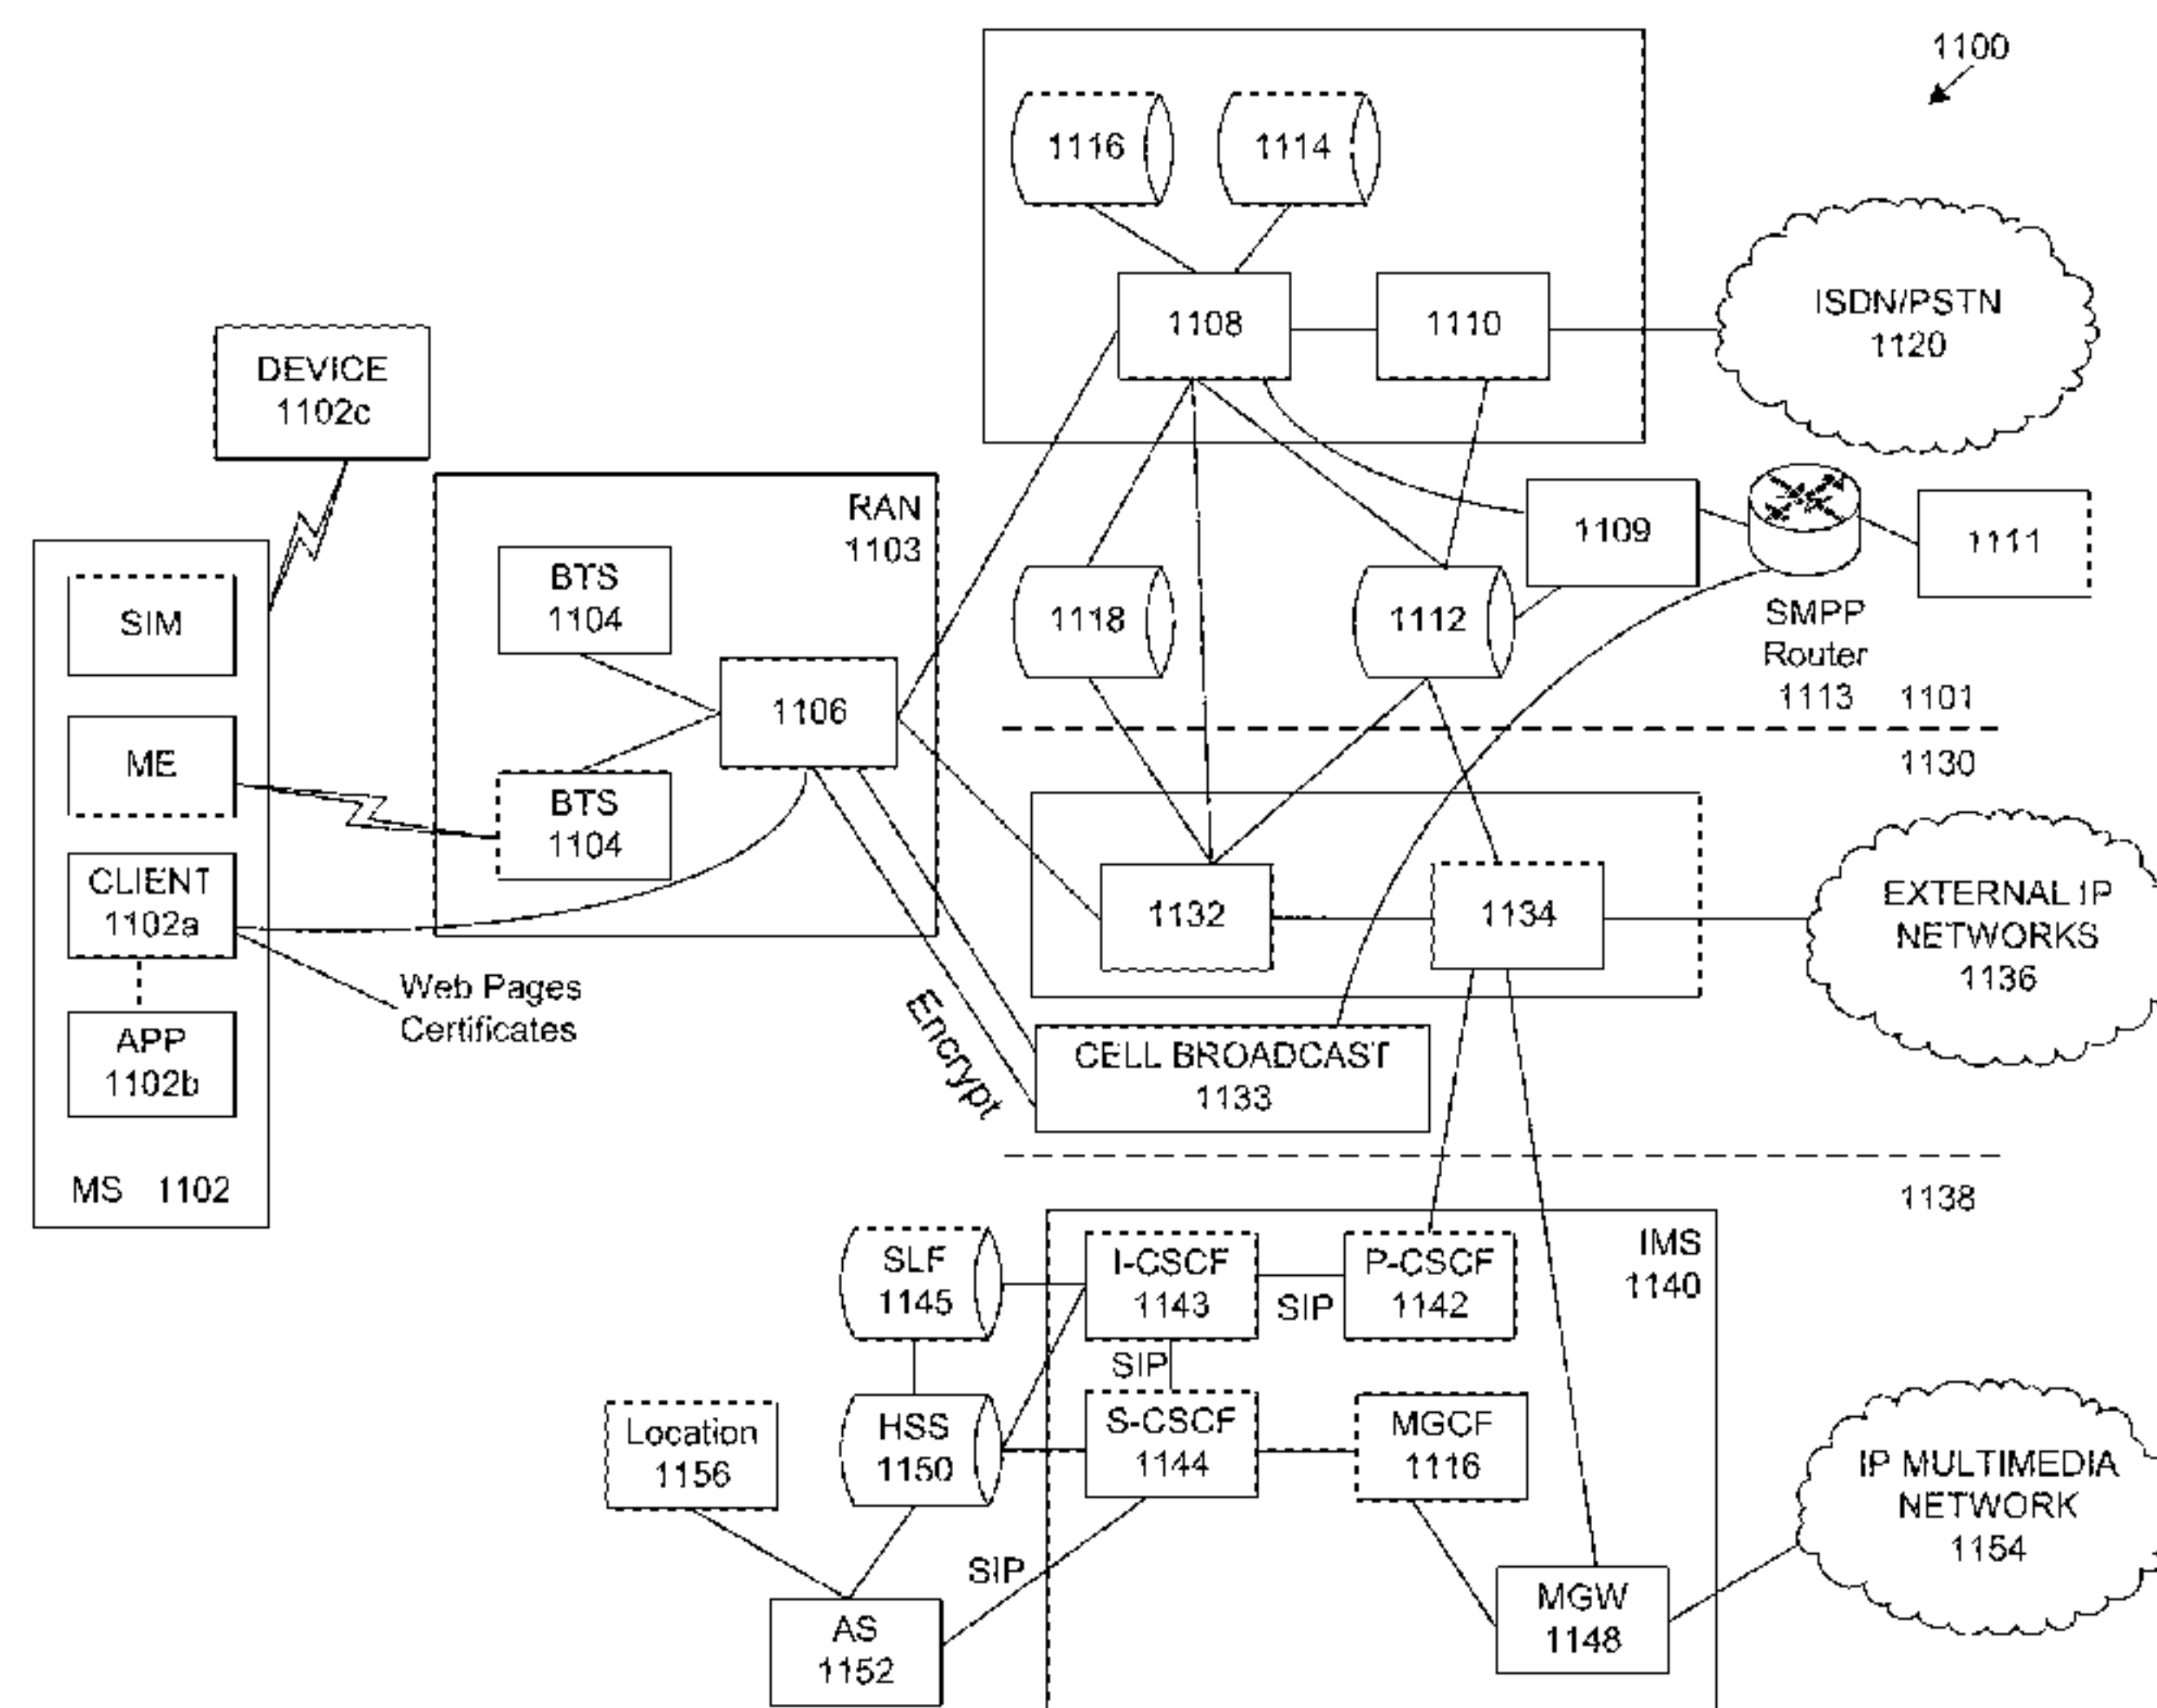 1100
1116
1114
1108
1110
ISDN/PSTN
1120
DEVICE
1102c
RAN
1103
BTS
1104
1106
BTS
1104
1109
1111
1118
1112
SMPP
Router
1113
1101
1130
SIM
ME
CLIENT
1102a
APP
1102b
MS 1102
Web Pages
Certificates
Encrypt
1132
1134
EXTERNAL IP
NETWORKS
1136
CELL BROADCAST
1133
1138
IMS
1140
SLF
1145
I-CSCF
1143
SIP
P-CSCF
1142
SIP
Location
1156
HSS
1150
S-CSCF
1144
MGCF
1116
IP MULTIMEDIA
NETWORK
1154
SIP
AS
1152
MGW
1148